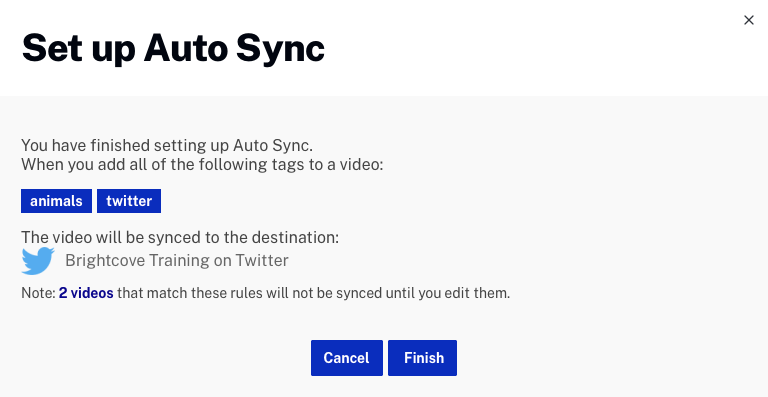 Set up Auto Sync
You have finished setting up Auto Sync.
When you add all of the following tags to a video:
animals twitter
The video will be synced to the destination:
Brightcove Training on Twitter
Note: 2 videos that match these rules will not be synced until you edit them.
Cancel Finish